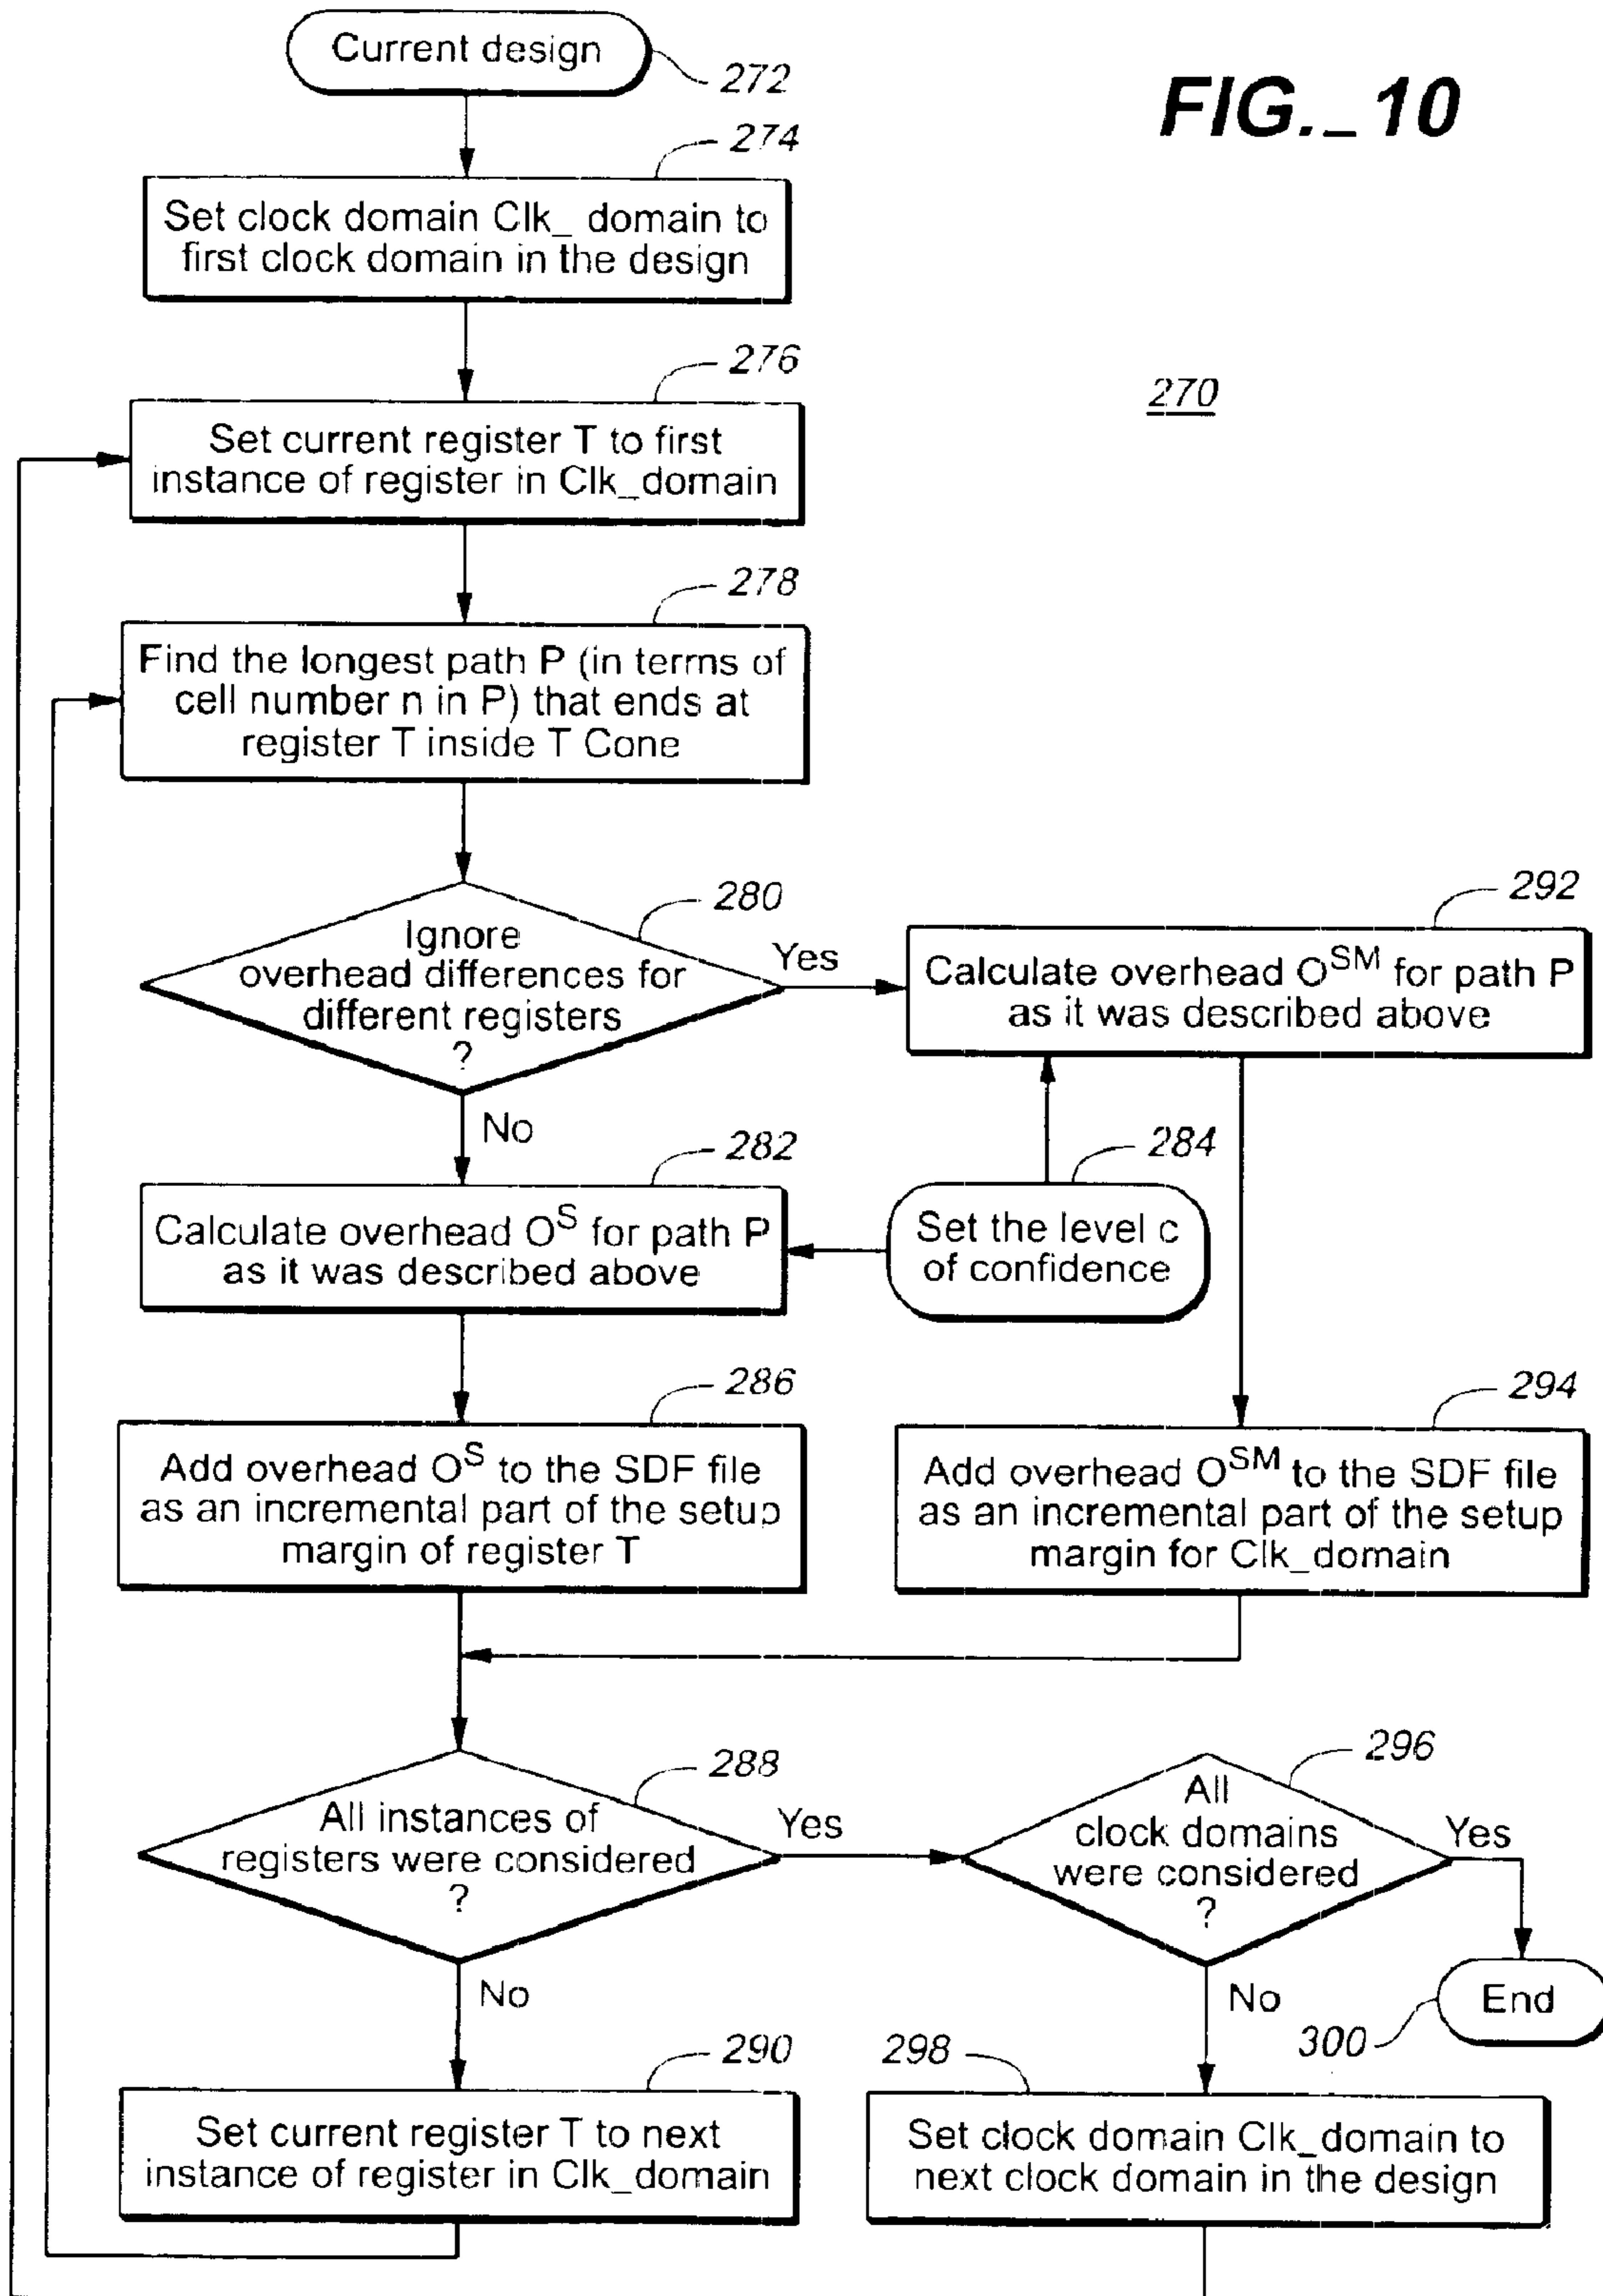 Current design
272
FIG._10
274
Set clock domain Clk_ domain to
first clock domain in the design
276
270
Set current register T to first
instance of register in Clk_domain
278
Find the longest path P (in terms of
cell number n in P) that ends at
register T inside T Cone
280
292
Ignore
overhead differences for
different registers
?
Yes
Calculate overhead O^SM for path P
as it was described above
No
282
284
Calculate overhead O^S for path P
as it was described above
Set the level c
of confidence
286
294
Add overhead O^S to the SDF file
as an incremental part of the setup
margin of register T
Add overhead O^SM to the SDF file
as an incremental part of the setup
margin for Clk_domain
288
296
All instances of
registers were considered
?
Yes
All
clock domains
were considered
?
Yes
No
No
End
300
290
298
Set current register T to next
instance of register in Clk_domain
Set clock domain Clk_domain to
next clock domain in the design